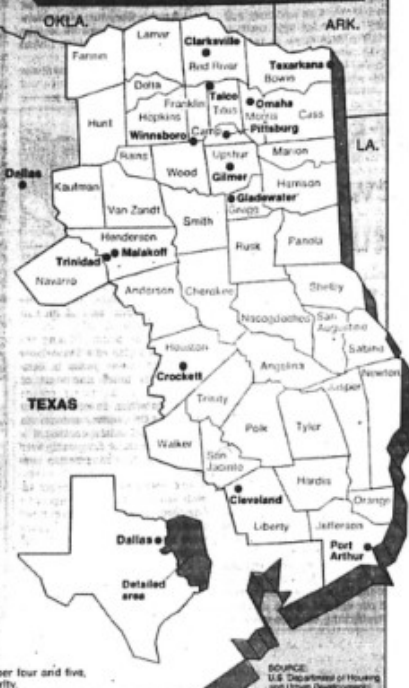 OKLA.
ARK.
Lamar
Clarksville
Fannin
Red River
Texarkana
Bowie
Delta
Talco
Franklin
Titus
Omaha
Hunt
Hopkins
Morris
Cass
Camp
Pittsburg
Winnsboro
LA.
Rains
Upshur
Marion
Dallas
Wood
Gilmer
Kaufman
Harrison
Van Zandt
Gladewater
Gregg
Smith
Henderson
Rusk
Panola
Trinidad
Malakoff
Navarro
Anderson
Cherokee
Shelby
Nacogdoches
San
Augustine
Houston
Sabine
Crockett
Angelina
Newton
Jasper
TEXAS
Trinity
Polk
Tyler
Walker
San
Jacinto
Hardin
Cleveland
Orange
Liberty
Jefferson
Dallas
Port
Arthur
Detailed
area
er four and five,
rity.
SOURCE:
U.S. Department of Housing